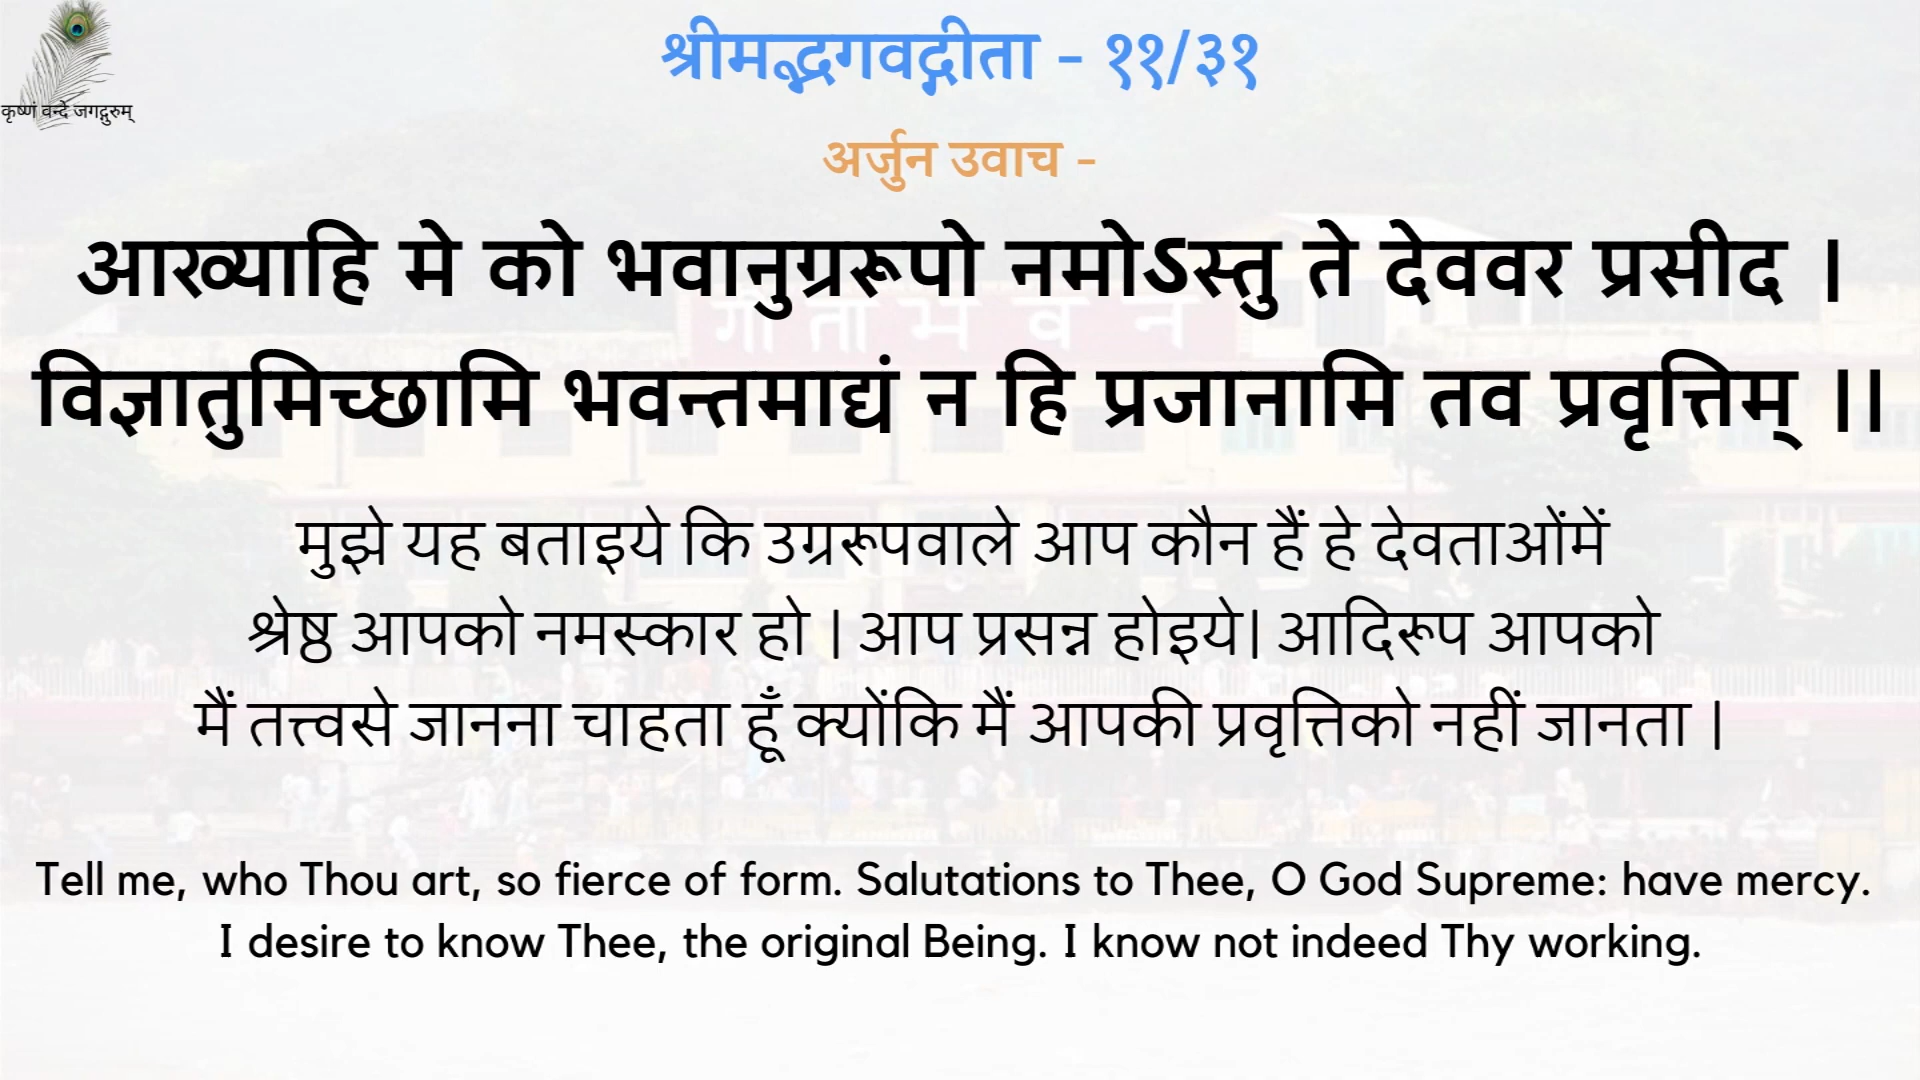 श्रीमद्भगवद्गीता - ११/३१
कृष्णं वन्दे जगद्गुरुम्
अर्जुन उवाच -
आख्याहि मे को भवानुग्ररूपो नमोऽस्तु ते देववर प्रसीद ।
गीता भ व न
विज्ञातुमिच्छामि भवन्तमाद्यं न हि प्रजानामि तव प्रवृत्तिम् ।।
मुझे यह बताइये कि उग्ररूपवाले आप कौन हैं हे देवताओंमें
श्रेष्ठ आपको नमस्कार हो | आप प्रसन्न होइये| आदिरूप आपको
मैं तत्त्वसे जानना चाहता हूँ क्योंकि मैं आपकी प्रवृत्तिको नहीं जानता |
Tell me, who Thou art, so fierce of form. Salutations to Thee, O God Supreme: have mercy.
I desire to know Thee, the original Being. I know not indeed Thy working.